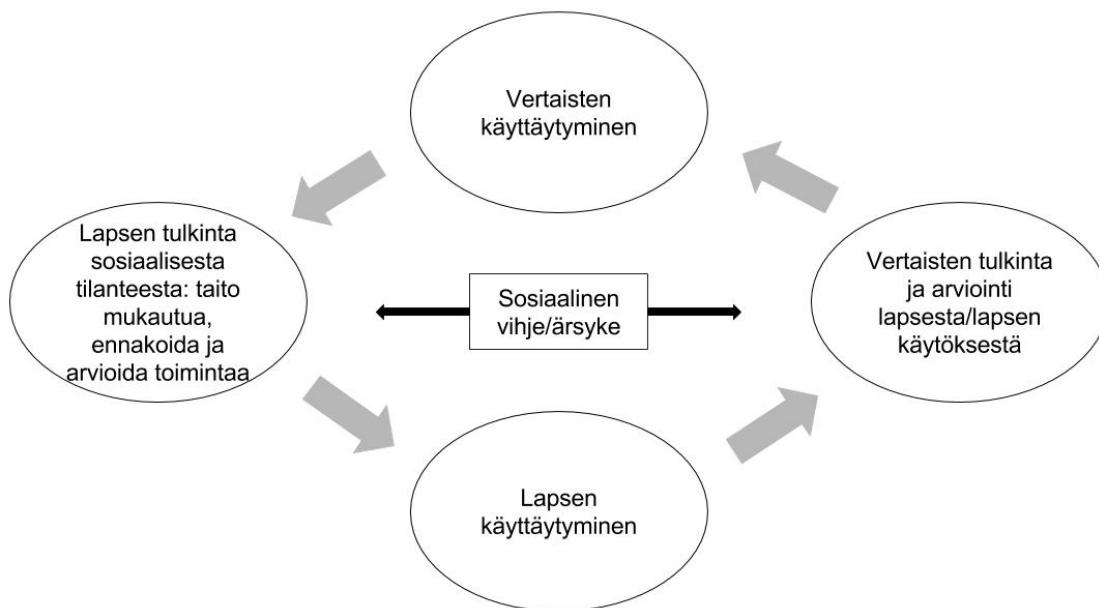 Vertaisten
käyttäytyminen
Lapsen tulkinta
sosiaalisesta
tilanteesta: taito
mukautua,
ennakoida ja
arvioida toimintaa
Sosiaalinen
vihje/ärsyke
Vertaisten tulkinta
ja arviointi
lapsesta/lapsen
käytöksestä
Lapsen
käyttäytyminen